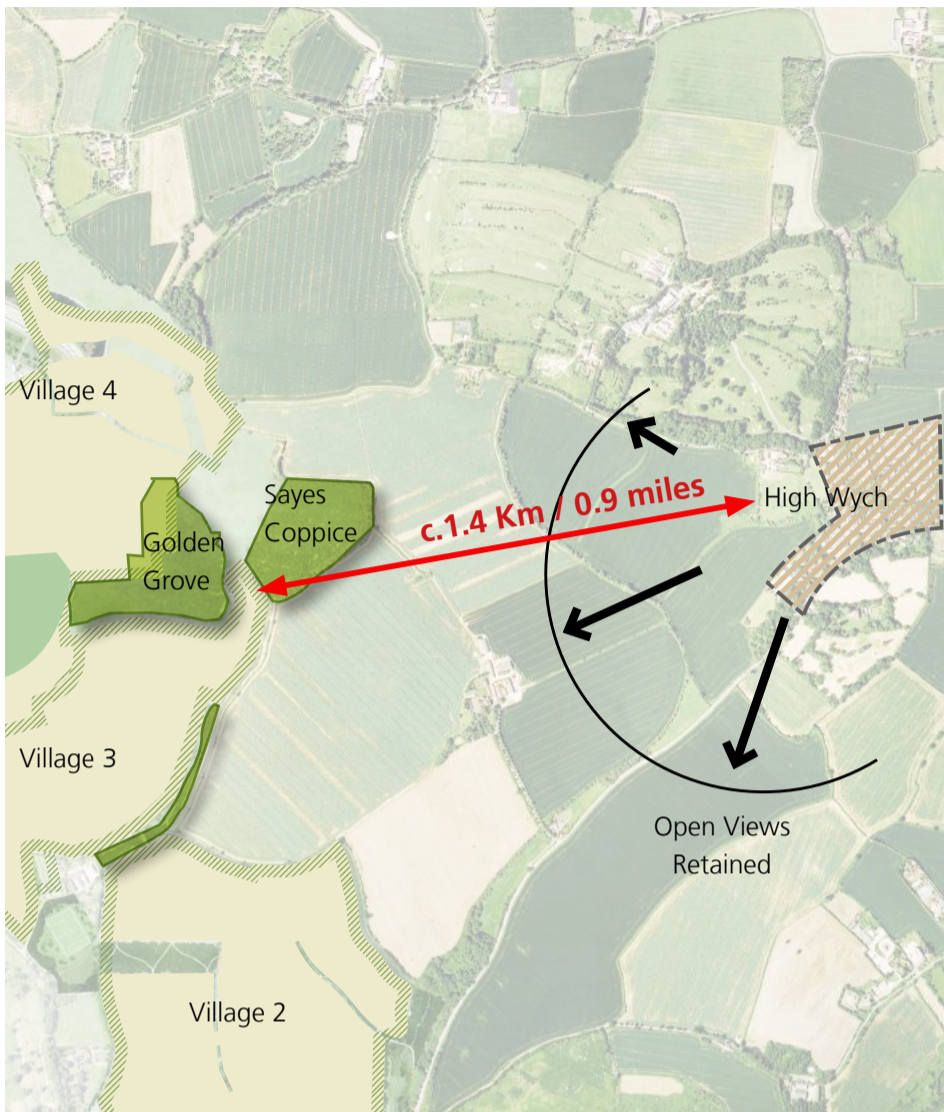 Village 4
Sayes
Coppice
c.1.4 Km / 0.9 miles
High Wych
Golden
Grove
Village 3
Open Views
Retained
Village 2